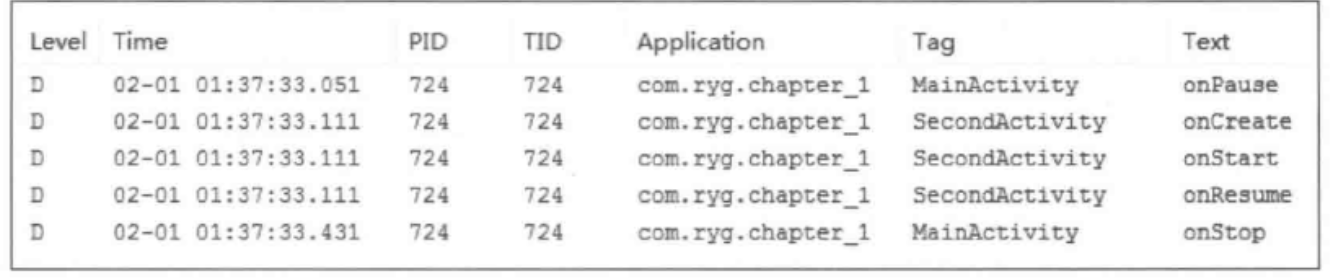 Level Time PID TID Application Tag Text
D 02-01 01:37:33.051 724 724 com.ryg.chapter_1 MainActivity onPause
D 02-01 01:37:33.111 724 724 com.ryg.chapter_1 SecondActivity onCreate
D 02-01 01:37:33.111 724 724 com.ryg.chapter_1 SecondActivity onStart
D 02-01 01:37:33.111 724 724 com.ryg.chapter_1 SecondActivity onResume
D 02-01 01:37:33.431 724 724 com.ryg.chapter_1 MainActivity onStop